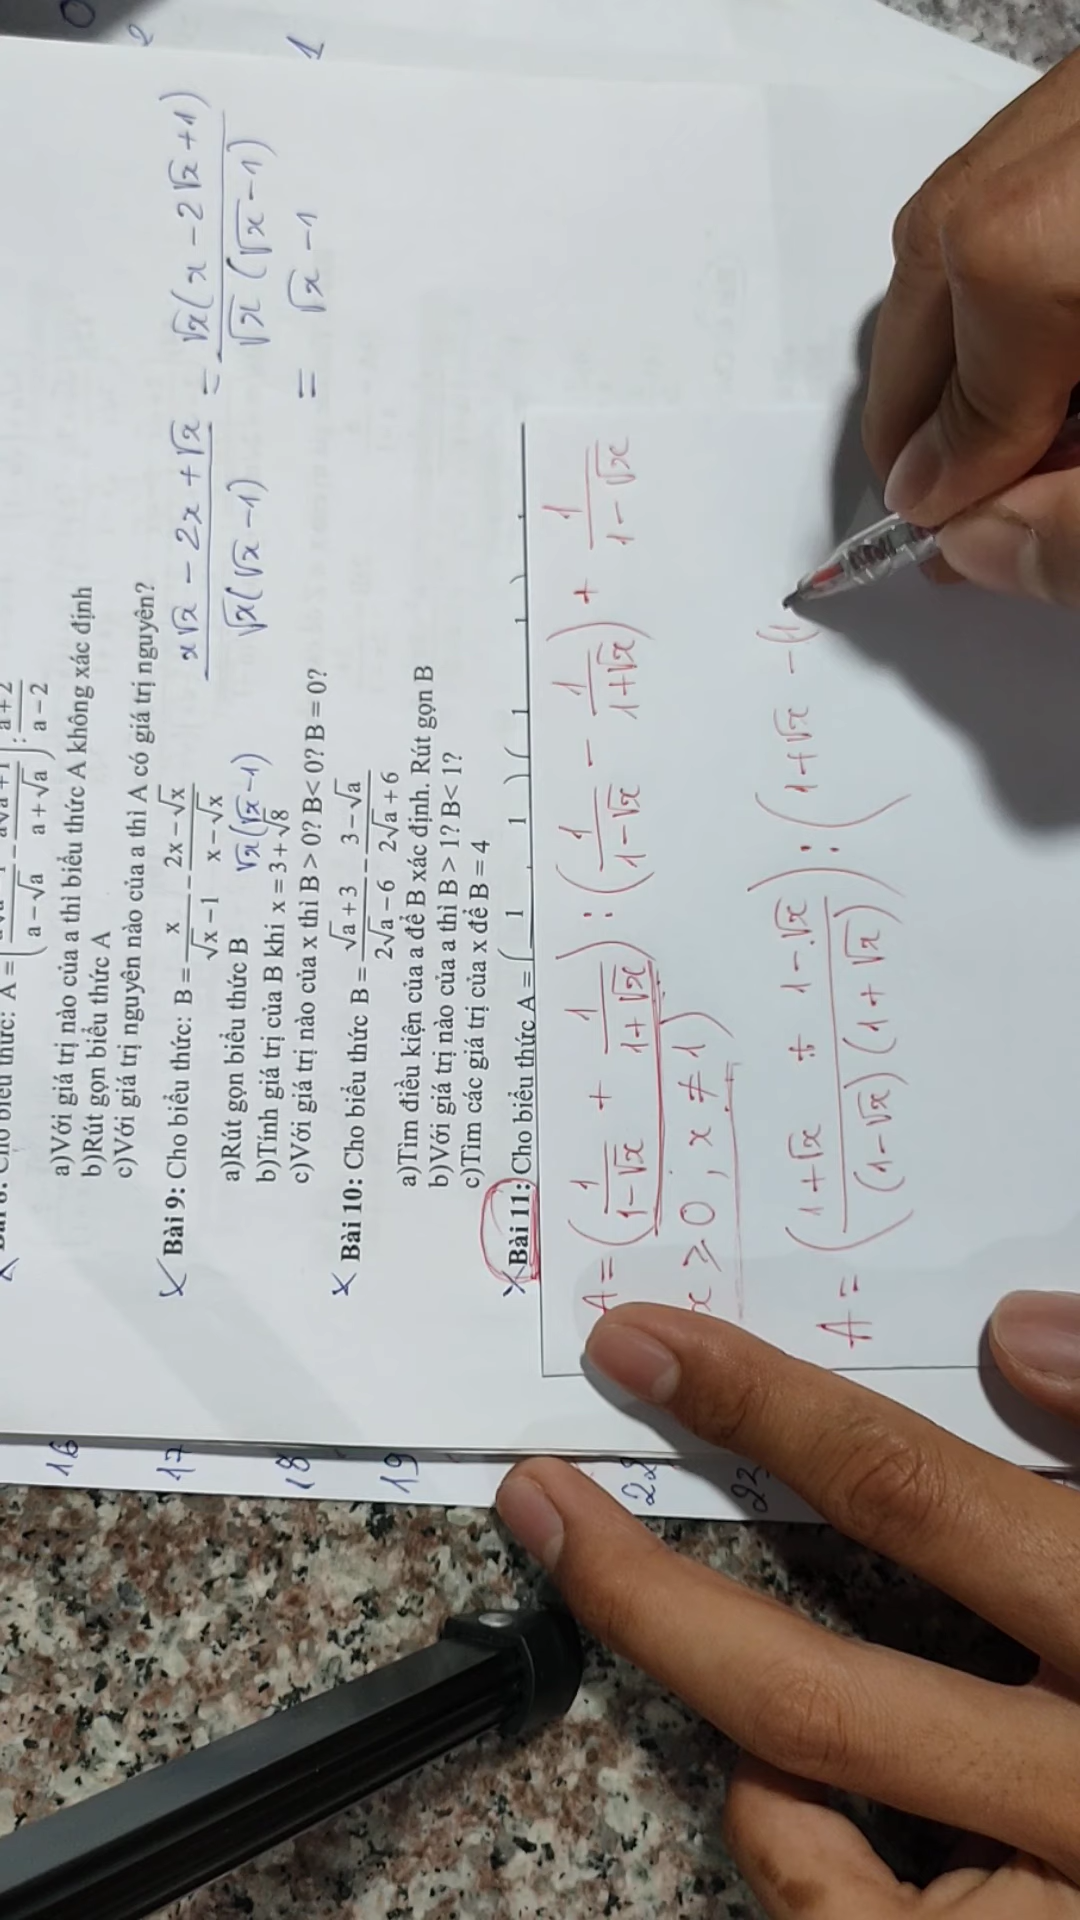 a - √a a + √a a - 2
a)Với giá trị nào của a thì biểu thức A không xác định
b)Rút gọn biểu thức A
c)Với giá trị nguyên nào của a thì A có giá trị nguyên?
Bài 9: Cho biểu thức: B = x/(√x - 1) - (2x - √x)/(x - √x)
√x(√x - 1)
a)Rút gọn biểu thức B
b)Tính giá trị của B khi x = 3 + √8
c)Với giá trị nào của x thì B > 0? B < 0? B = 0?
(x√x - 2x + √x)/(√x(√x - 1)) = √x(x - 2√x + 1)/(√x(√x - 1))
= √x - 1
Bài 10: Cho biểu thức B = (√a + 3)/(2√a - 6) - (3 - √a)/(2√a + 6)
a)Tìm điều kiện của a để B xác định. Rút gọn B
b)Với giá trị nào của a thì B > 1? B < 1?
c)Tìm các giá trị của x để B = 4
Bài 11: Cho biểu thức A =
A = (1/(1-√x) + 1/(1+√x)) : (1/(1-√x) - 1/(1+√x)) + 1/(1-√x)
x ≥ 0 ; x ≠ 1)
A = ((1+√x + 1-√x)/((1-√x)(1+√x))) : (1+√x - (1
16
17
18
19
22
23